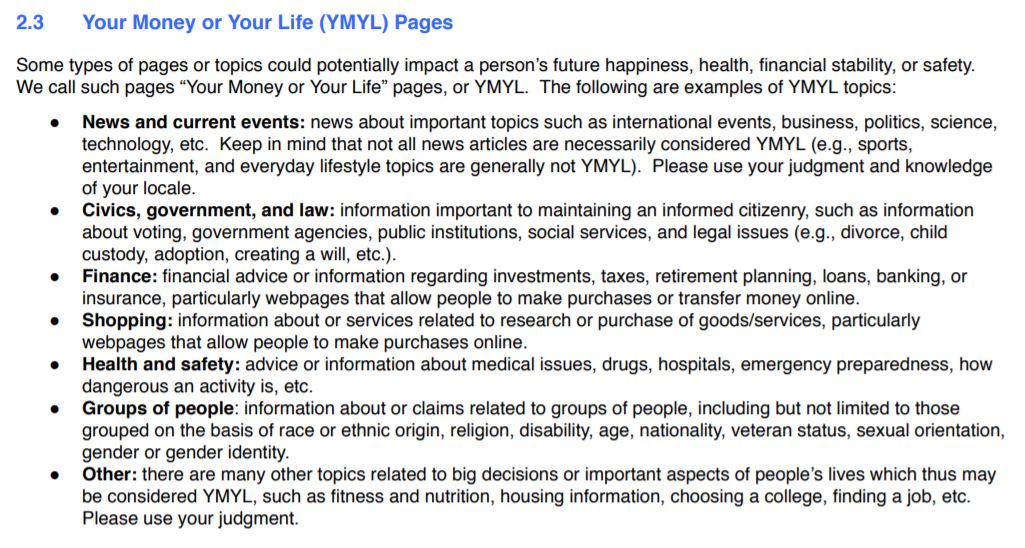 2.3 Your Money or Your Life (YMYL) Pages
Some types of pages or topics could potentially impact a person's future happiness, health, financial stability, or safety.
We call such pages “Your Money or Your Life” pages, or YMYL. The following are examples of YMYL topics:
● News and current events: news about important topics such as international events, business, politics, science,
technology, etc. Keep in mind that not all news articles are necessarily considered YMYL (e.g., sports,
entertainment, and everyday lifestyle topics are generally not YMYL). Please use your judgment and knowledge
of your locale.
● Civics, government, and law: information important to maintaining an informed citizenry, such as information
about voting, government agencies, public institutions, social services, and legal issues (e.g., divorce, child
custody, adoption, creating a will, etc.).
● Finance: financial advice or information regarding investments, taxes, retirement planning, loans, banking, or
insurance, particularly webpages that allow people to make purchases or transfer money online.
● Shopping: information about or services related to research or purchase of goods/services, particularly
webpages that allow people to make purchases online.
● Health and safety: advice or information about medical issues, drugs, hospitals, emergency preparedness, how
dangerous an activity is, etc.
● Groups of people: information about or claims related to groups of people, including but not limited to those
grouped on the basis of race or ethnic origin, religion, disability, age, nationality, veteran status, sexual orientation,
gender or gender identity.
● Other: there are many other topics related to big decisions or important aspects of people's lives which thus may
be considered YMYL, such as fitness and nutrition, housing information, choosing a college, finding a job, etc.
Please use your judgment.